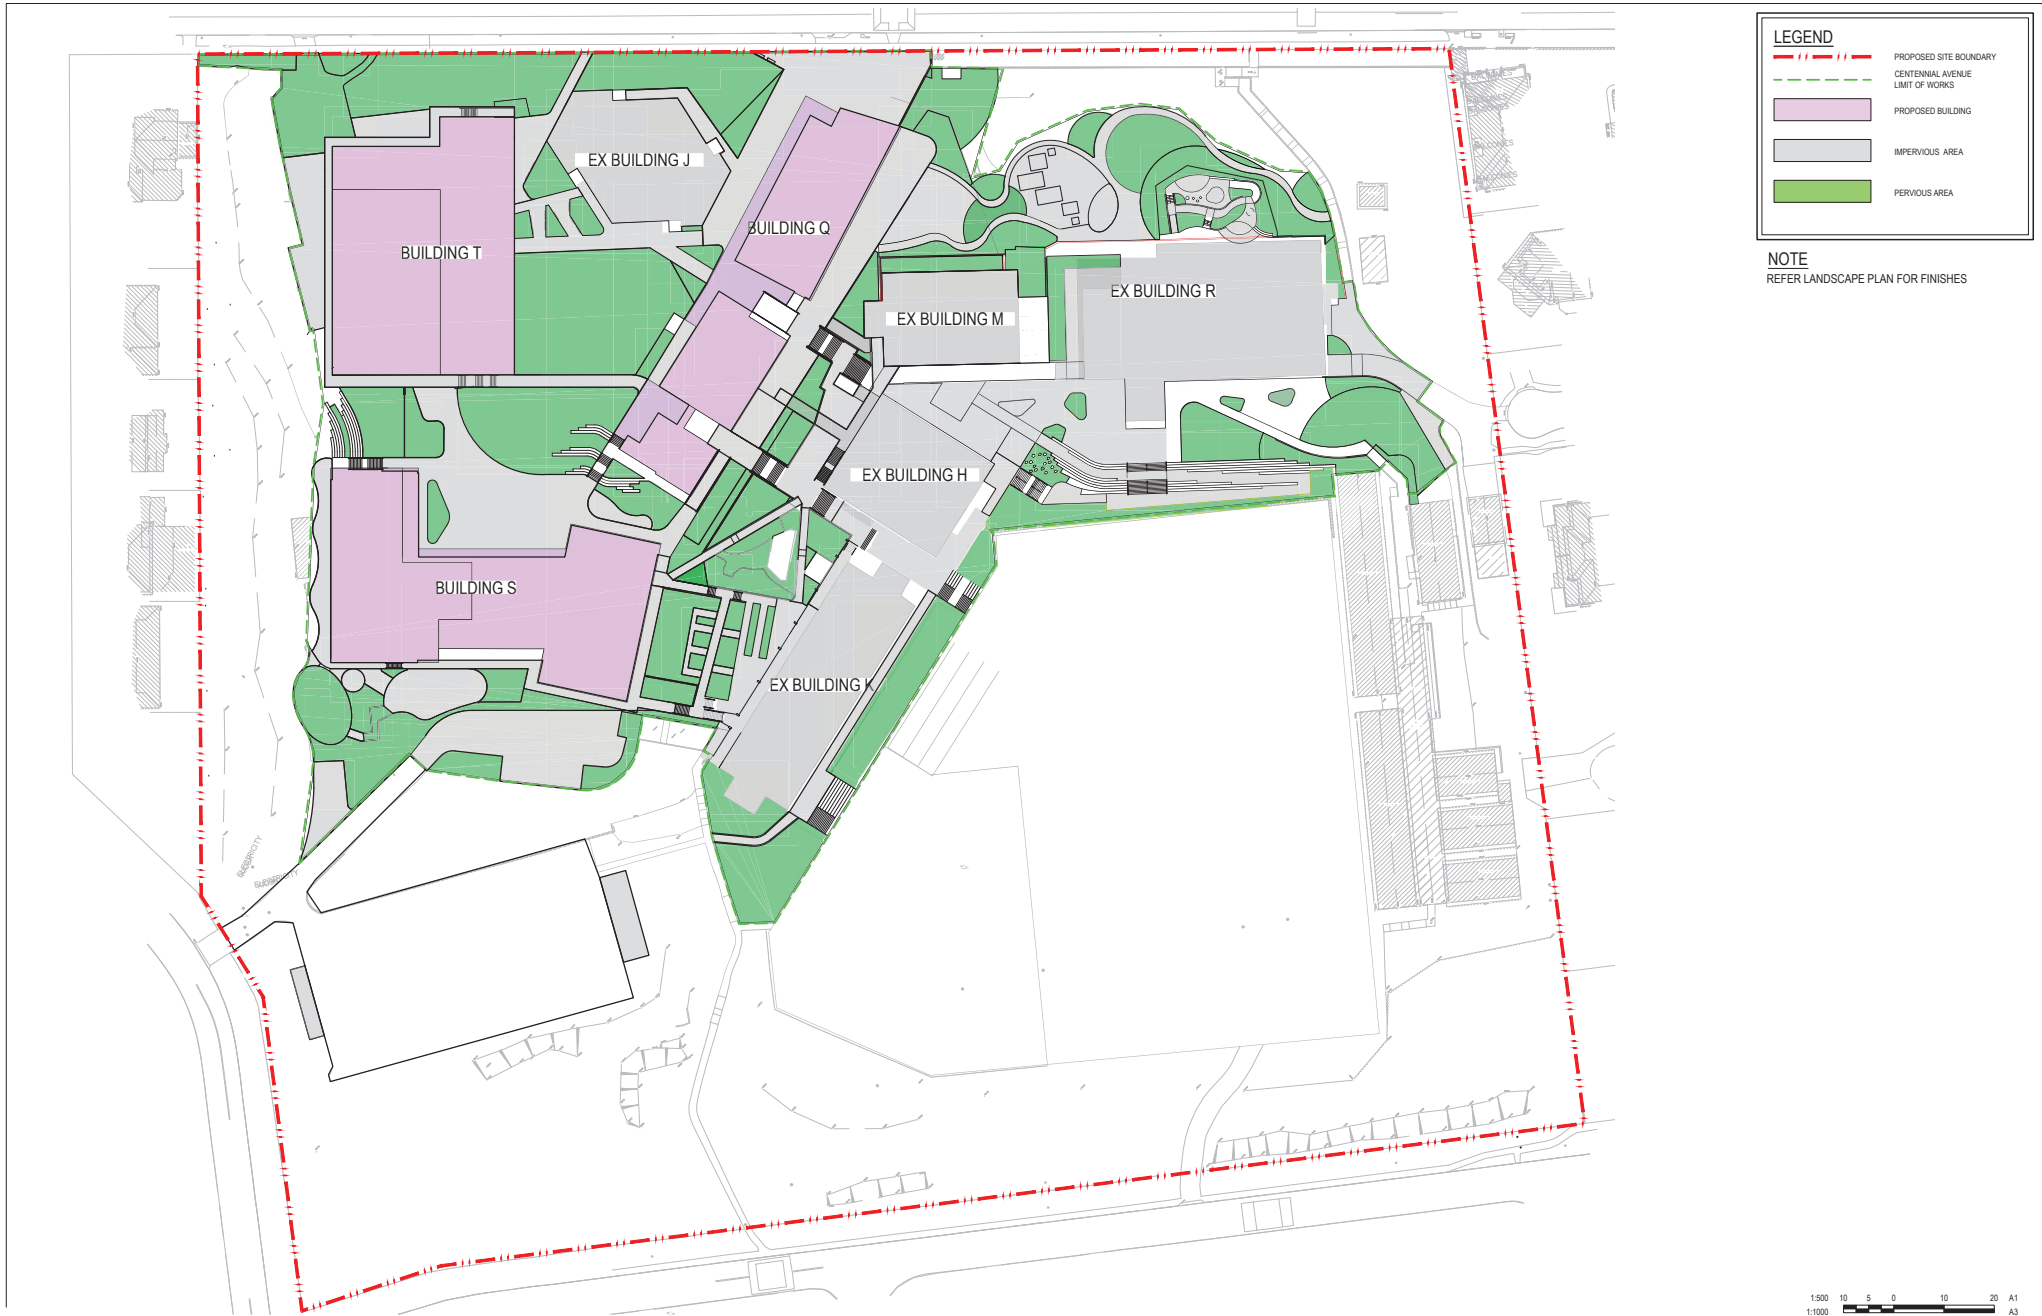 LEGEND
PROPOSED SITE BOUNDARY
CENTENNIAL AVENUE
LIMIT OF WORKS
PROPOSED BUILDING
IMPERVIOUS AREA
PERVIOUS AREA
NOTE
REFER LANDSCAPE PLAN FOR FINISHES
EX BUILDING J
BUILDING Q
BUILDING T
EX BUILDING R
EX BUILDING M
EX BUILDING H
BUILDING S
EX BUILDING K
1:500 10 5 0 10 20 A1
1:1000 A3